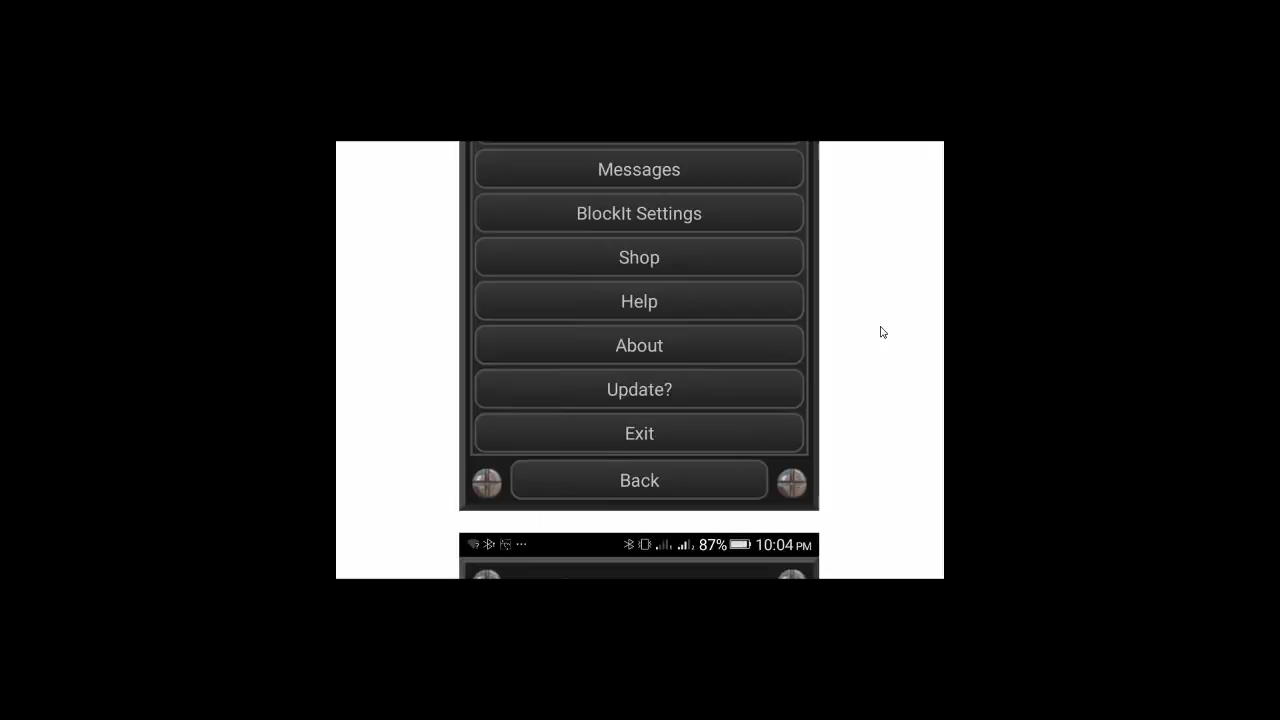 Messages
BlockIt Settings
Shop
Help
About
Update?
Exit
Back
87% 10:04 PM